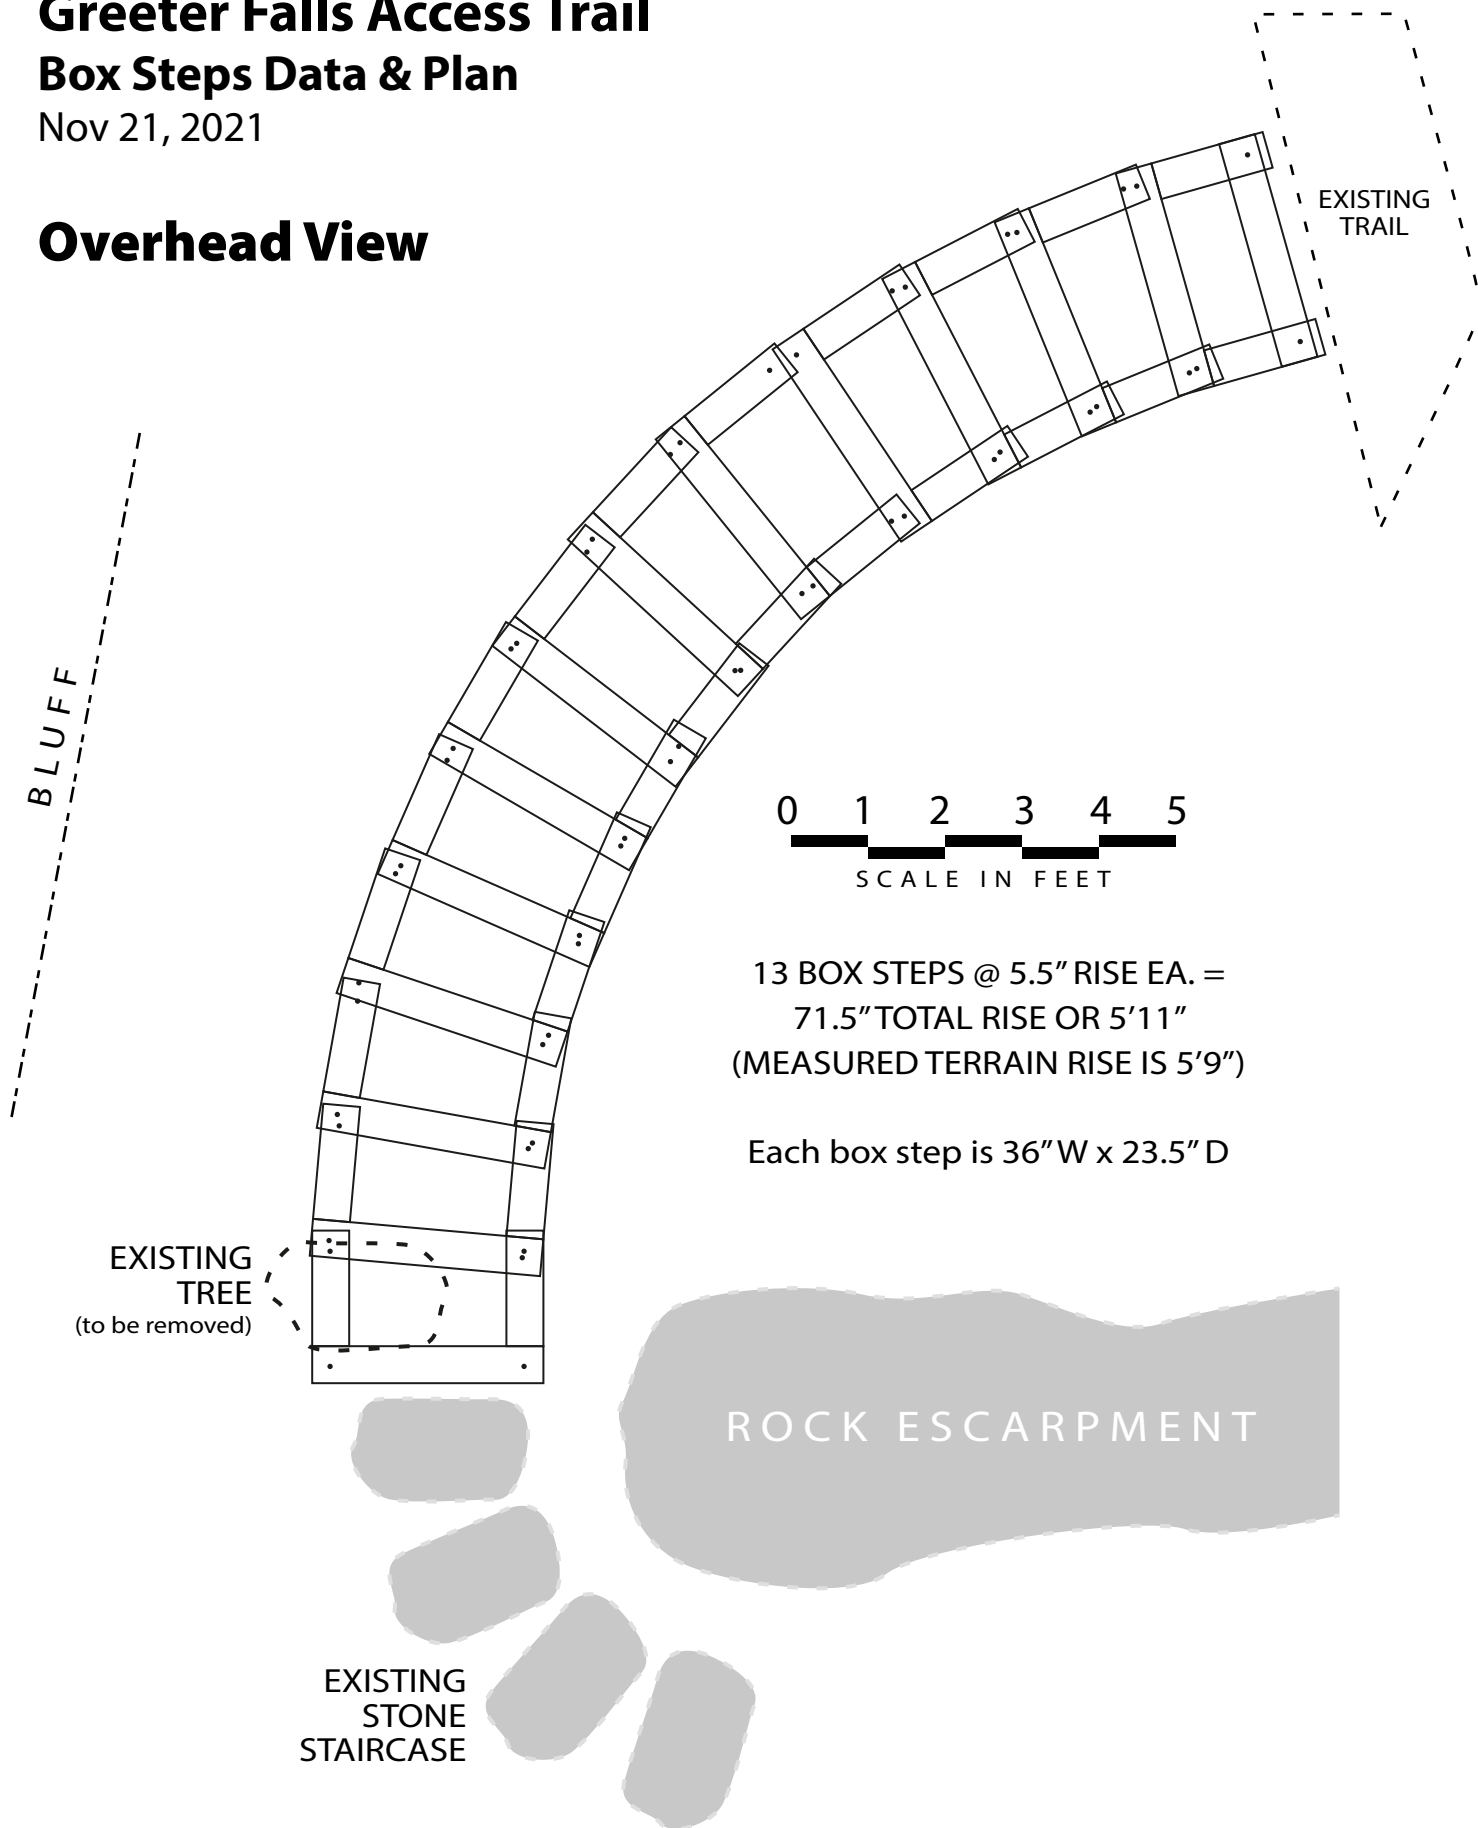 Greeter Falls Access Trail
Box Steps Data & Plan
Nov 21, 2021
Overhead View
EXISTING
TRAIL
BLUFF
0 1 2 3 4 5
SCALE IN FEET
13 BOX STEPS @ 5.5” RISE EA. =
71.5” TOTAL RISE OR 5’11”
(MEASURED TERRAIN RISE IS 5’9”)
Each box step is 36” W x 23.5” D
EXISTING
TREE
(to be removed)
ROCK ESCARPMENT
EXISTING
STONE
STAIRCASE